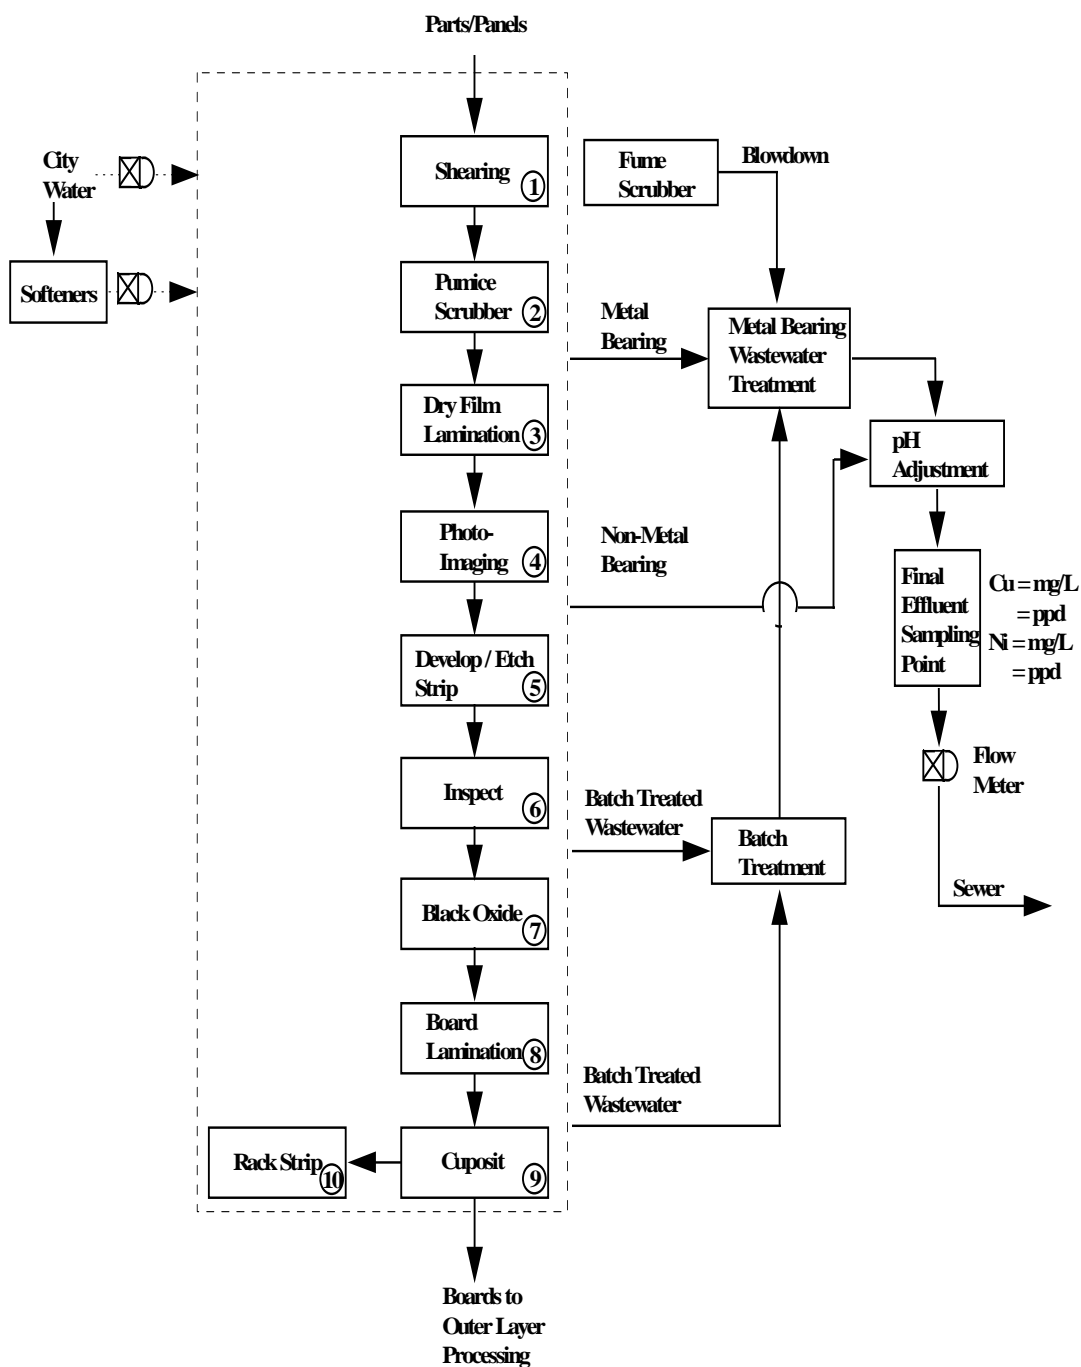 Parts/Panels
City
Water
Softeners
Shearing
1
Pumice
Scrubber
2
Dry Film
Lamination
3
Photo-
Imaging
4
Develop / Etch
Strip
5
Inspect
6
Black Oxide
7
Board
Lamination
8
Cuposit
9
Rack Strip
10
Boards to
Outer Layer
Processing
Fume
Scrubber
Blowdown
Metal
Bearing
Metal Bearing
Wastewater
Treatment
pH
Adjustment
Non-Metal
Bearing
Final
Effluent
Sampling
Point
Cu = mg/L
= ppd
Ni = mg/L
= ppd
Flow
Meter
Batch Treated
Wastewater
Batch
Treatment
Sewer
Batch Treated
Wastewater